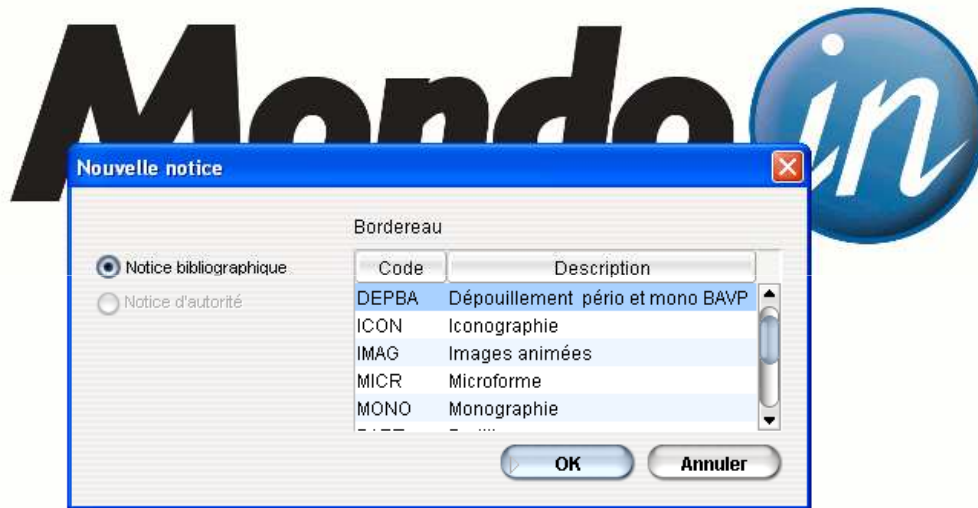 Mondo in
Nouvelle notice
Bordereau
Notice bibliographique
Notice d'autorité
Code Description
DEPBA Dépouillement pério et mono BAVP
ICON Iconographie
IMAG Images animées
MICR Microforme
MONO Monographie
OK Annuler